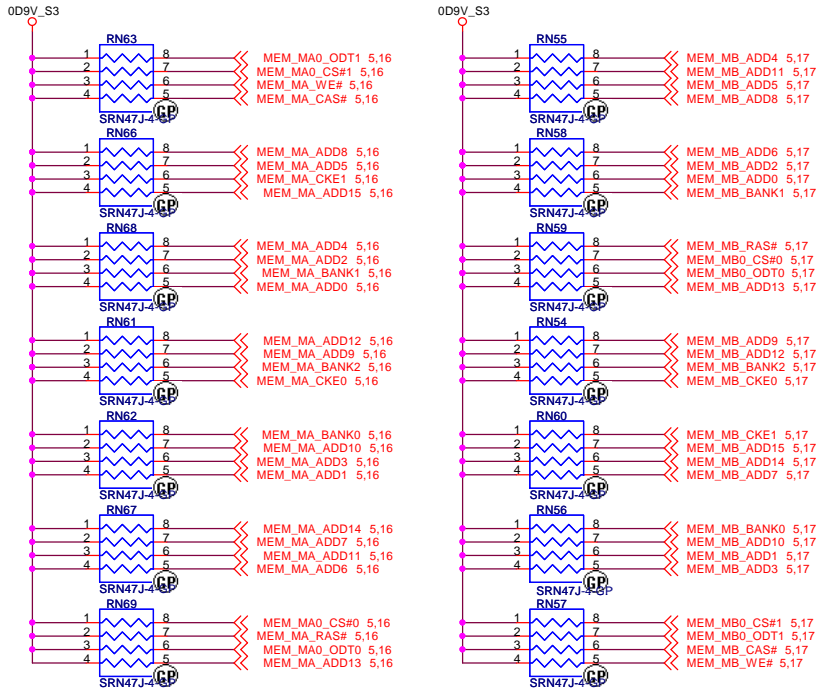 0D9V_S3
RN63
1 8 MEM_MA0_ODT1 5,16
2 7 MEM_MA0_CS#1 5,16
3 6 MEM_MA_WE# 5,16
4 5 MEM_MA_CAS# 5,16
GP
SRN47J-4-GP
RN66
1 8 MEM_MA_ADD8 5,16
2 7 MEM_MA_ADD5 5,16
3 6 MEM_MA_CKE1 5,16
4 5 MEM_MA_ADD15 5,16
GP
SRN47J-4-GP
RN68
1 8 MEM_MA_ADD4 5,16
2 7 MEM_MA_ADD2 5,16
3 6 MEM_MA_BANK1 5,16
4 5 MEM_MA_ADD0 5,16
GP
SRN47J-4-GP
RN61
1 8 MEM_MA_ADD12 5,16
2 7 MEM_MA_ADD9 5,16
3 6 MEM_MA_BANK2 5,16
4 5 MEM_MA_CKE0 5,16
GP
SRN47J-4-GP
RN62
1 8 MEM_MA_BANK0 5,16
2 7 MEM_MA_ADD10 5,16
3 6 MEM_MA_ADD3 5,16
4 5 MEM_MA_ADD1 5,16
GP
SRN47J-4-GP
RN67
1 8 MEM_MA_ADD14 5,16
2 7 MEM_MA_ADD7 5,16
3 6 MEM_MA_ADD11 5,16
4 5 MEM_MA_ADD6 5,16
GP
SRN47J-4-GP
RN69
1 8 MEM_MA0_CS#0 5,16
2 7 MEM_MA_RAS# 5,16
3 6 MEM_MA0_ODT0 5,16
4 5 MEM_MA_ADD13 5,16
GP
SRN47J-4-GP
0D9V_S3
RN55
1 8 MEM_MB_ADD4 5,17
2 7 MEM_MB_ADD11 5,17
3 6 MEM_MB_ADD5 5,17
4 5 MEM_MB_ADD8 5,17
GP
SRN47J-4-GP
RN58
1 8 MEM_MB_ADD6 5,17
2 7 MEM_MB_ADD2 5,17
3 6 MEM_MB_ADD0 5,17
4 5 MEM_MB_BANK1 5,17
GP
SRN47J-4-GP
RN59
1 8 MEM_MB_RAS# 5,17
2 7 MEM_MB0_CS#0 5,17
3 6 MEM_MB0_ODT0 5,17
4 5 MEM_MB_ADD13 5,17
GP
SRN47J-4-GP
RN54
1 8 MEM_MB_ADD9 5,17
2 7 MEM_MB_ADD12 5,17
3 6 MEM_MB_BANK2 5,17
4 5 MEM_MB_CKE0 5,17
GP
SRN47J-4-GP
RN60
1 8 MEM_MB_CKE1 5,17
2 7 MEM_MB_ADD15 5,17
3 6 MEM_MB_ADD14 5,17
4 5 MEM_MB_ADD7 5,17
GP
SRN47J-4-GP
RN56
1 8 MEM_MB_BANK0 5,17
2 7 MEM_MB_ADD10 5,17
3 6 MEM_MB_ADD1 5,17
4 5 MEM_MB_ADD3 5,17
GP
SRN47J-4-GP
RN57
1 8 MEM_MB0_CS#1 5,17
2 7 MEM_MB0_ODT1 5,17
3 6 MEM_MB_CAS# 5,17
4 5 MEM_MB_WE# 5,17
GP
SRN47J-4-GP